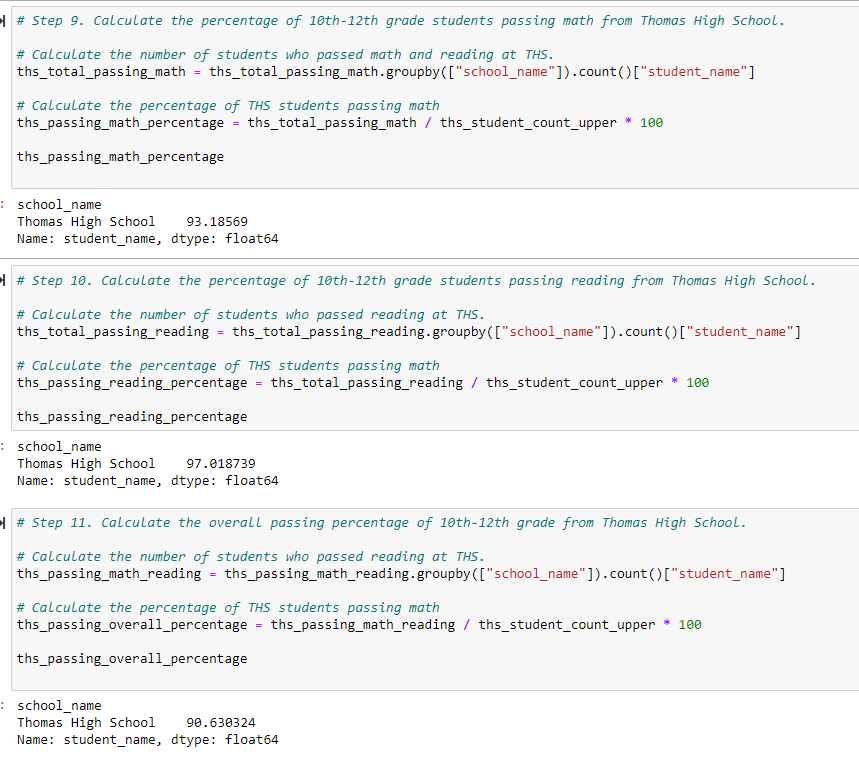 # Step 9. Calculate the percentage of 10th-12th grade students passing math from Thomas High School.
# Calculate the number of students who passed math and reading at THS.
ths_total_passing_math = ths_total_passing_math.groupby(["school_name"]).count()["student_name"]
# Calculate the percentage of THS students passing math
ths_passing_math_percentage = ths_total_passing_math / ths_student_count_upper * 100
ths_passing_math_percentage
school_name
Thomas High School    93.18569
Name: student_name, dtype: float64
# Step 10. Calculate the percentage of 10th-12th grade students passing reading from Thomas High School.
# Calculate the number of students who passed reading at THS.
ths_total_passing_reading = ths_total_passing_reading.groupby(["school_name"]).count()["student_name"]
# Calculate the percentage of THS students passing math
ths_passing_reading_percentage = ths_total_passing_reading / ths_student_count_upper * 100
ths_passing_reading_percentage
school_name
Thomas High School    97.018739
Name: student_name, dtype: float64
# Step 11. Calculate the overall passing percentage of 10th-12th grade from Thomas High School.
# Calculate the number of students who passed reading at THS.
ths_passing_math_reading = ths_passing_math_reading.groupby(["school_name"]).count()["student_name"]
# Calculate the percentage of THS students passing math
ths_passing_overall_percentage = ths_passing_math_reading / ths_student_count_upper * 100
ths_passing_overall_percentage
school_name
Thomas High School    90.630324
Name: student_name, dtype: float64